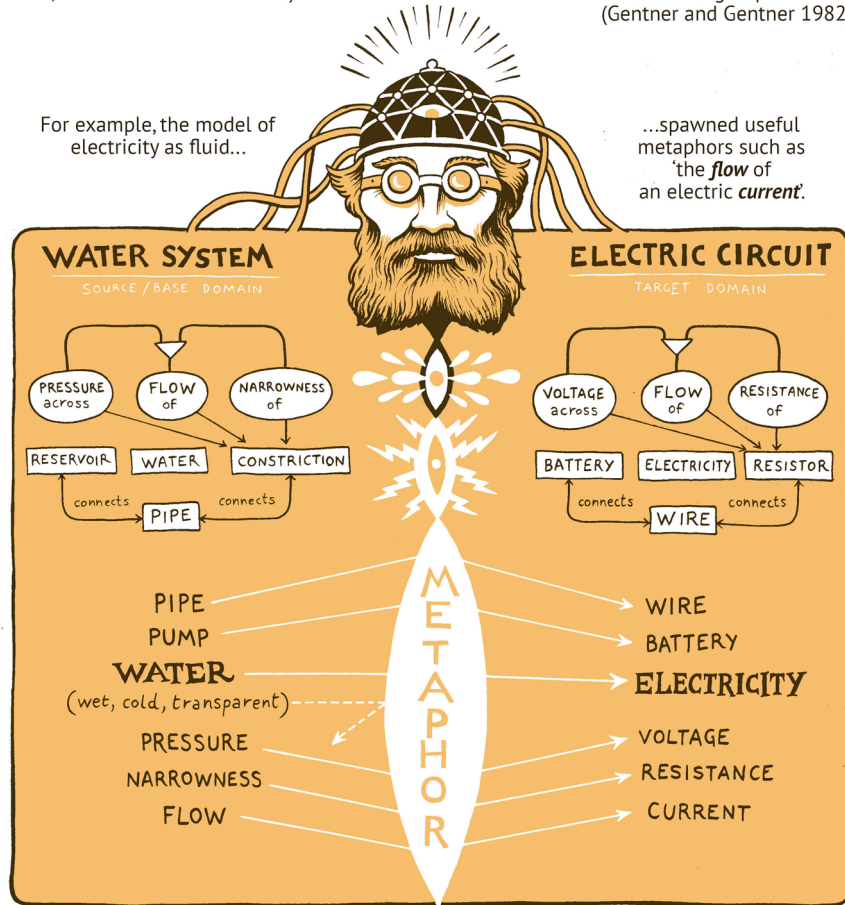 (Gentner and Gentner 1982
For example, the model of
electricity as fluid...
...spawned useful
metaphors such as
'the flow of
an electric current'.
WATER SYSTEM
SOURCE/BASE DOMAIN
PRESSURE
across
FLOW
of
NARROWNESS
of
RESERVOIR
WATER
CONSTRICTION
connects
connects
PIPE
ELECTRIC CIRCUIT
TARGET DOMAIN
VOLTAGE
across
FLOW
of
RESISTANCE
of
BATTERY
ELECTRICITY
RESISTOR
connects
connects
WIRE
PIPE
PUMP
WATER
(wet, cold, transparent)
PRESSURE
NARROWNESS
FLOW
METAPHOR
WIRE
BATTERY
ELECTRICITY
VOLTAGE
RESISTANCE
CURRENT